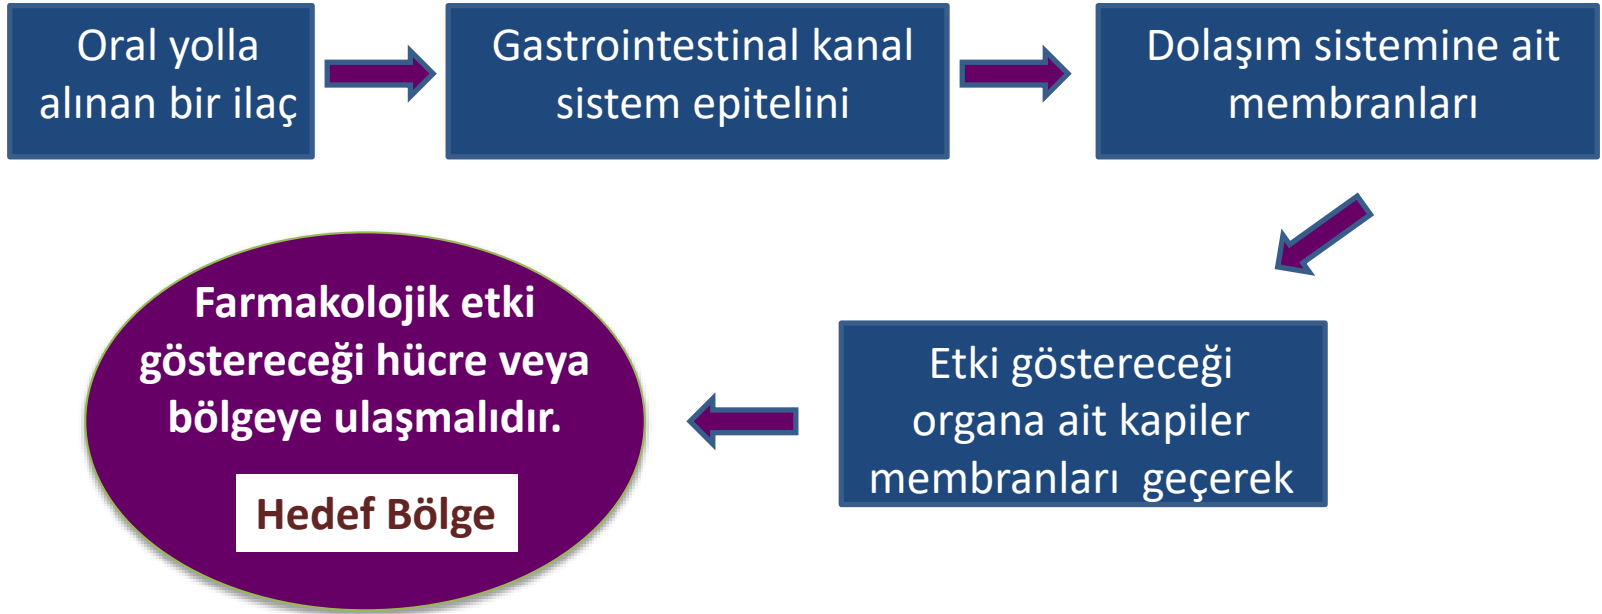 Oral yolla
alınan bir ilaç
Gastrointestinal kanal
sistem epitelini
Dolaşım sistemine ait
membranları
Etki göstereceği
organa ait kapiler
membranları geçerek
Farmakolojik etki
göstereceği hücre veya
bölgeye ulaşmalıdır.
Hedef Bölge